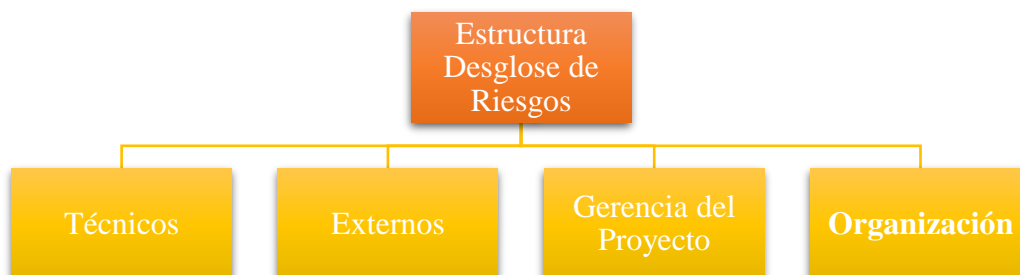 Estructura
Desglose de
Riesgos
Técnicos
Externos
Gerencia del
Proyecto
Organización